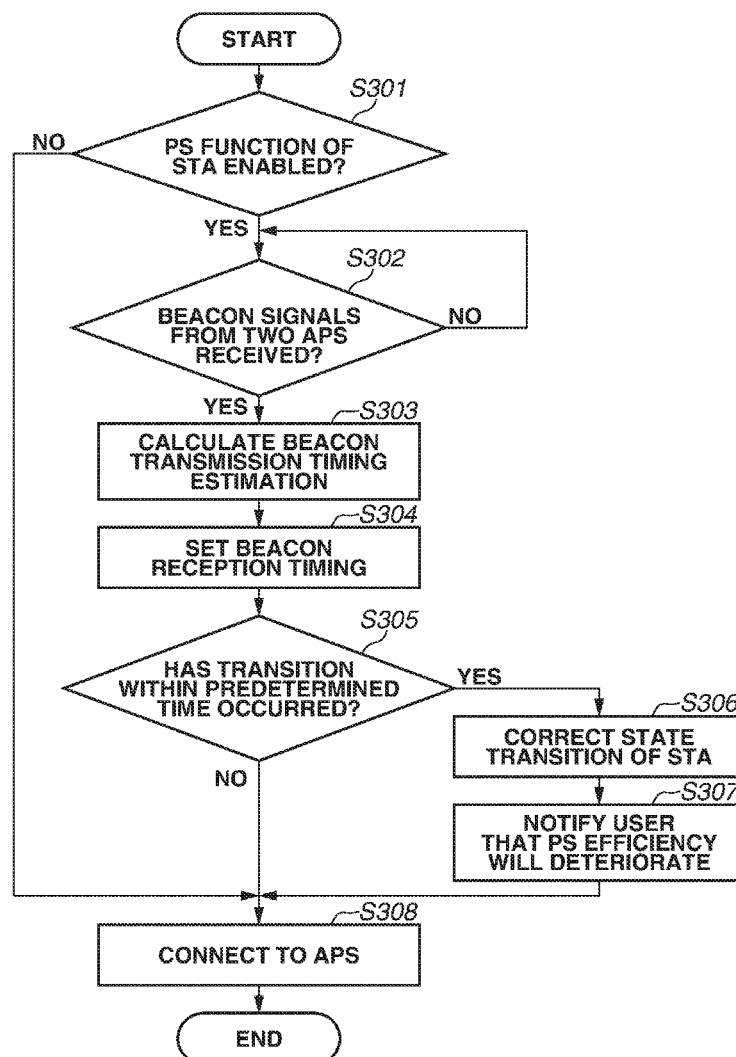 START
S301
NO
PS FUNCTION OF
STA ENABLED?
YES
S302
BEACON SIGNALS
FROM TWO APS
RECEIVED?
NO
YES
S303
CALCULATE BEACON
TRANSMISSION TIMING
ESTIMATION
S304
SET BEACON
RECEPTION TIMING
S305
HAS TRANSITION
WITHIN PREDETERMINED
TIME OCCURRED?
YES
S306
CORRECT STATE
TRANSITION OF STA
NO
S307
NOTIFY USER
THAT PS EFFICIENCY
WILL DETERIORATE
S308
CONNECT TO APS
END